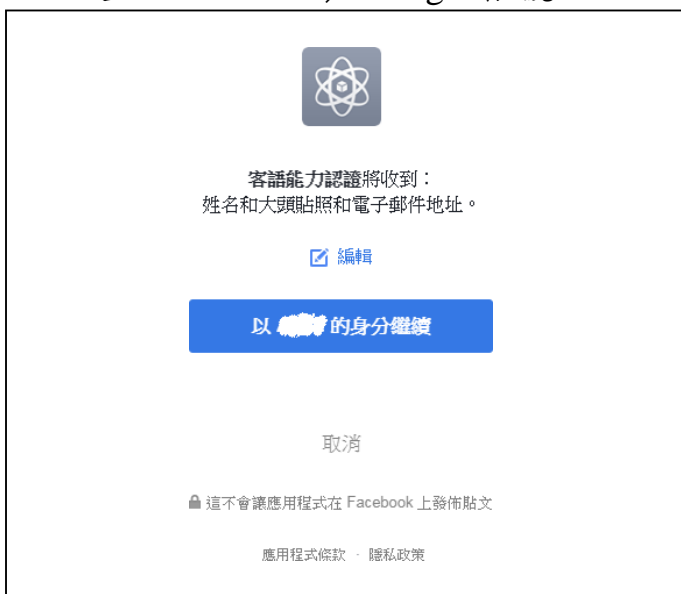 客語能力認證將收到：
姓名和大頭貼照和電子郵件地址。
編輯
以 的身分繼續
取消
這不會讓應用程式在 Facebook 上發佈貼文
應用程式條款 · 隱私政策